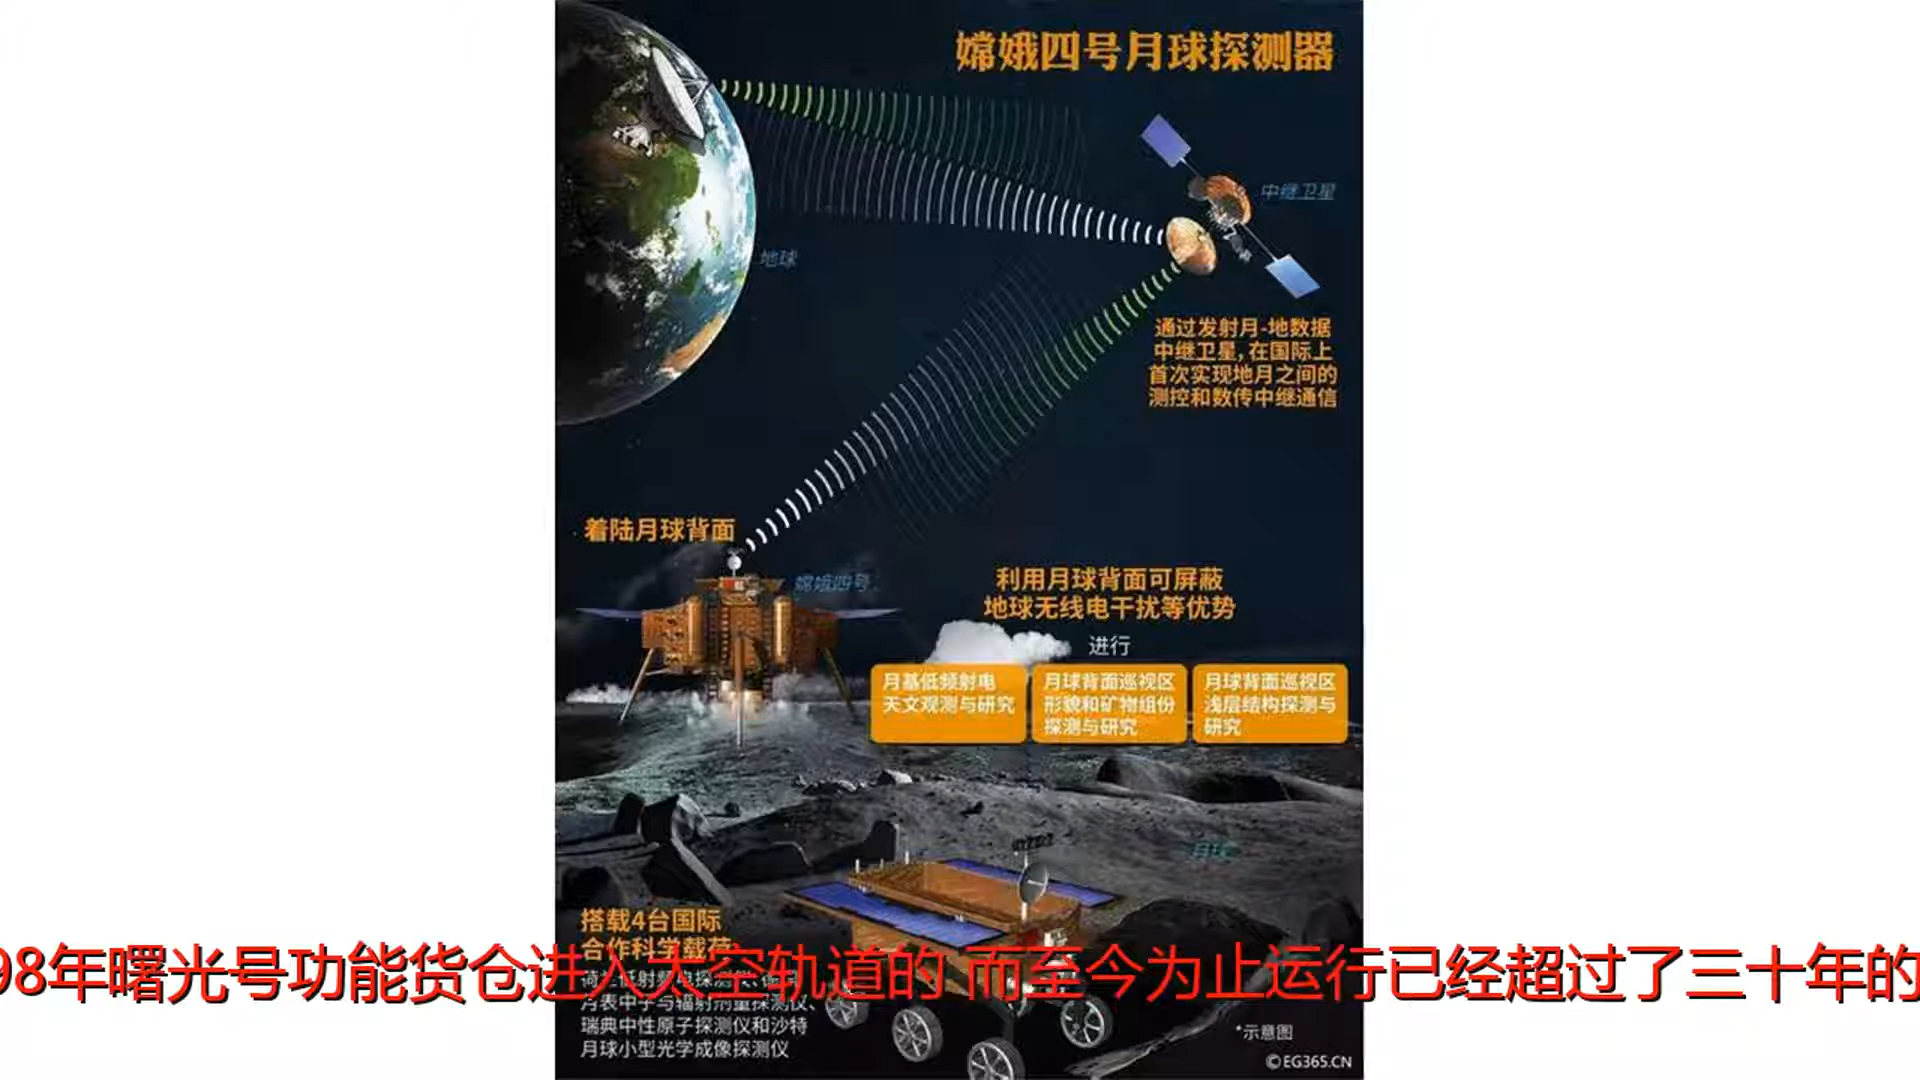 嫦娥四号月球探测器
中继卫星
地球
通过发射月-地数据
中继卫星,在国际上
首次实现地月之间的
测控和数传中继通信
着陆月球背面
嫦娥四号
利用月球背面可屏蔽
地球无线电干扰等优势
进行
月基低频射电
天文观测与研究
月球背面巡视区
形貌和矿物组份
探测与研究
月球背面巡视区
浅层结构探测与
研究
月球
搭载4台国际
合作科学载荷
98年曙光号功能货仓进入太空轨道的 而至今为止运行已经超过了三十年的
月表中子与辐射剂量探测仪、
瑞典中性原子探测仪和沙特
月球小型光学成像探测仪
*示意图
©EG365.CN